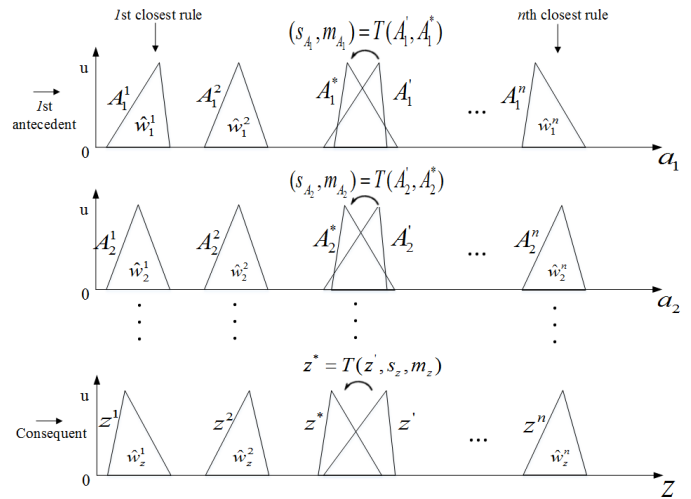 1st closest rule
nth closest rule
(s_{A_1}, m_{A_1}) = T(A_1^', A_1^*)
u
1st
antecedent
A_1^1
ŵ_1^1
A_1^2
ŵ_1^2
A_1^*
A_1^'
...
A_1^n
ŵ_1^n
0
a_1
(s_{A_2}, m_{A_2}) = T(A_2^', A_2^*)
u
A_2^1
ŵ_2^1
A_2^2
ŵ_2^2
A_2^*
A_2^'
...
A_2^n
ŵ_2^n
0
a_2
z^* = T(z^', s_z, m_z)
u
Consequent
z^1
ŵ_z^1
z^2
ŵ_z^2
z^*
z^'
...
z^n
ŵ_z^n
0
Z